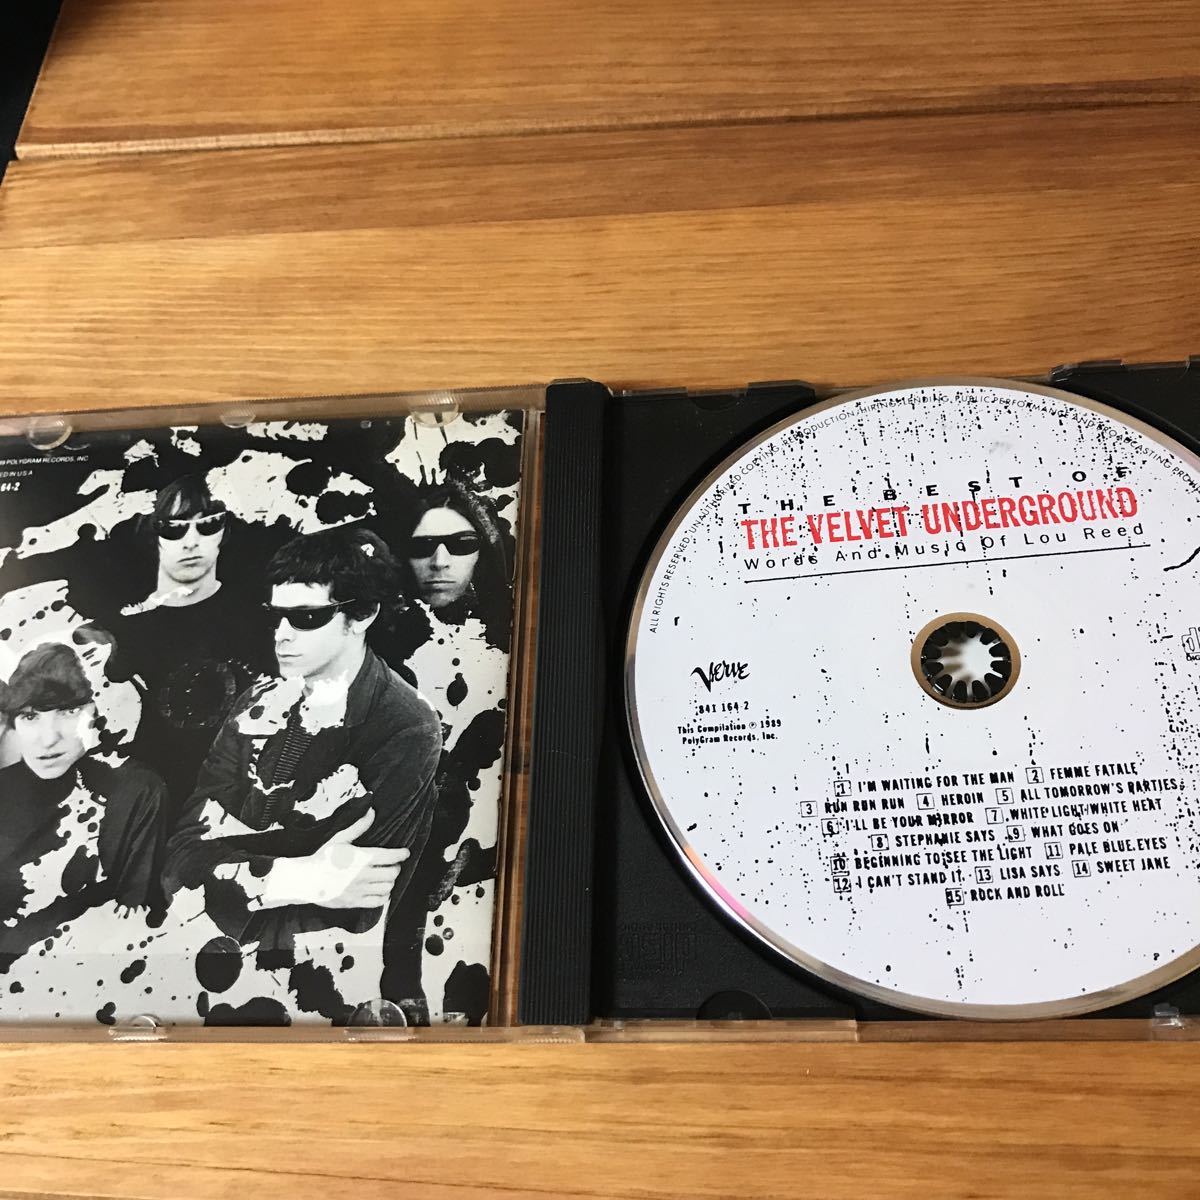 POLYGRAM RECORDS, INC
ED IN U S A
64-2
ALL RIGHTS RESERVED. UNAUTHORIZED COPYING, REPRODUCTION, HIRING, LENDING, PUBLIC PERFORMANCE AND BROADCASTING
THE BEST OF
THE VELVET UNDERGROUND
Words And Music Of Lou Reed
VERVE
841 164 2
This Compilation ℗ 1989
PolyGram Records, Inc.
1 I'M WAITING FOR THE MAN 2 FEMME FATALE
3 RUN RUN RUN 4 HEROIN 5 ALL TOMORROW'S PARTIES
6 I'LL BE YOUR MIRROR 7 WHITE LIGHT/WHITE HEAT
8 STEPHANIE SAYS 9 WHAT GOES ON
10 BEGINNING TO SEE THE LIGHT 11 PALE BLUE EYES
12 I CAN'T STAND IT 13 LISA SAYS 14 SWEET JANE
15 ROCK AND ROLL